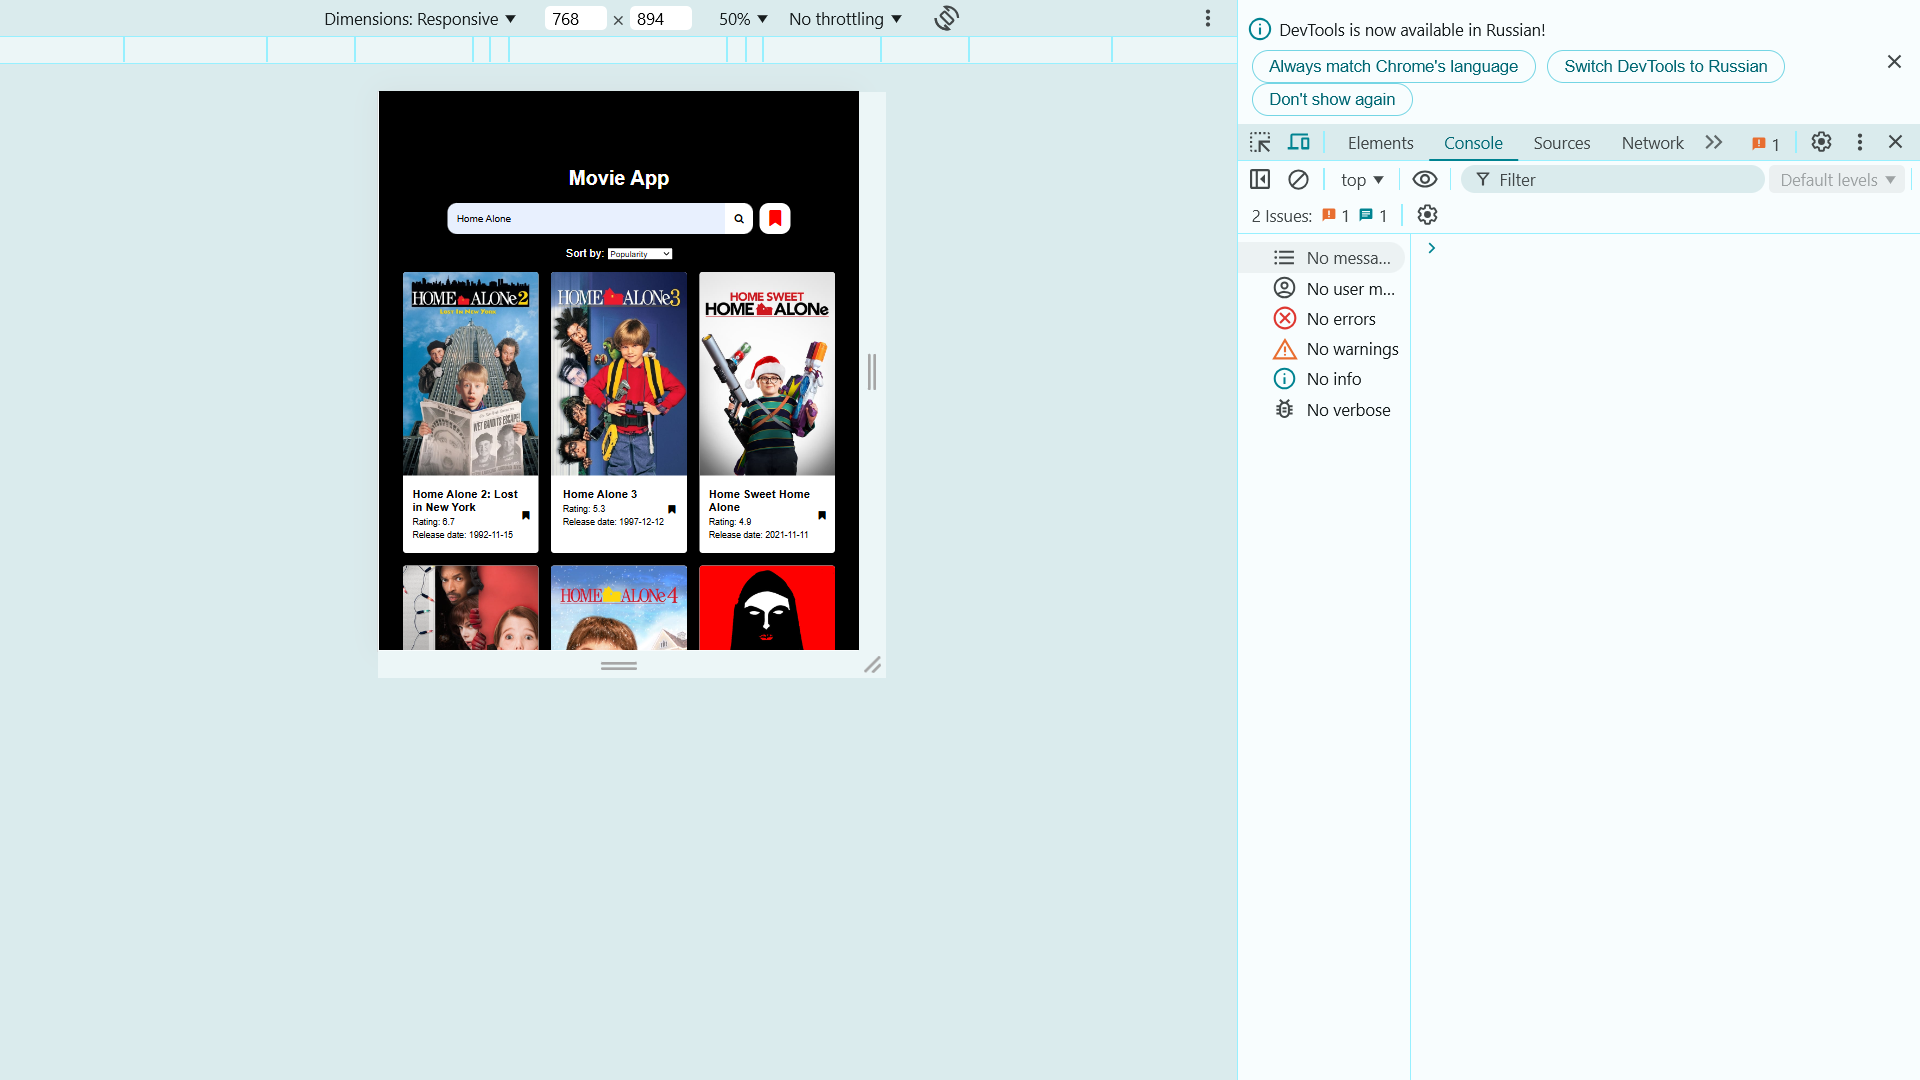 Dimensions: Responsive ▼ 768 × 894 50% ▼ No throttling ▼
DevTools is now available in Russian!
Always match Chrome's language
Switch DevTools to Russian
Don't show again
Elements Console Sources Network 1
top ▼ Filter Default levels ▼
2 Issues: 1 1
No messa...
No user m...
No errors
No warnings
No info
No verbose
Movie App
Home Alone
Sort by: Popularity
HOME ALONe 2
LOST IN NEW YORK
WET BANDITS ESCAPE!
HOME ALONe 3
HOME SWEET
HOME ALONe
Home Alone 2: Lost
in New York
Rating: 6.7
Release date: 1992-11-15
Home Alone 3
Rating: 5.3
Release date: 1997-12-12
Home Sweet Home
Alone
Rating: 4.9
Release date: 2021-11-11
HOME ALONe 4